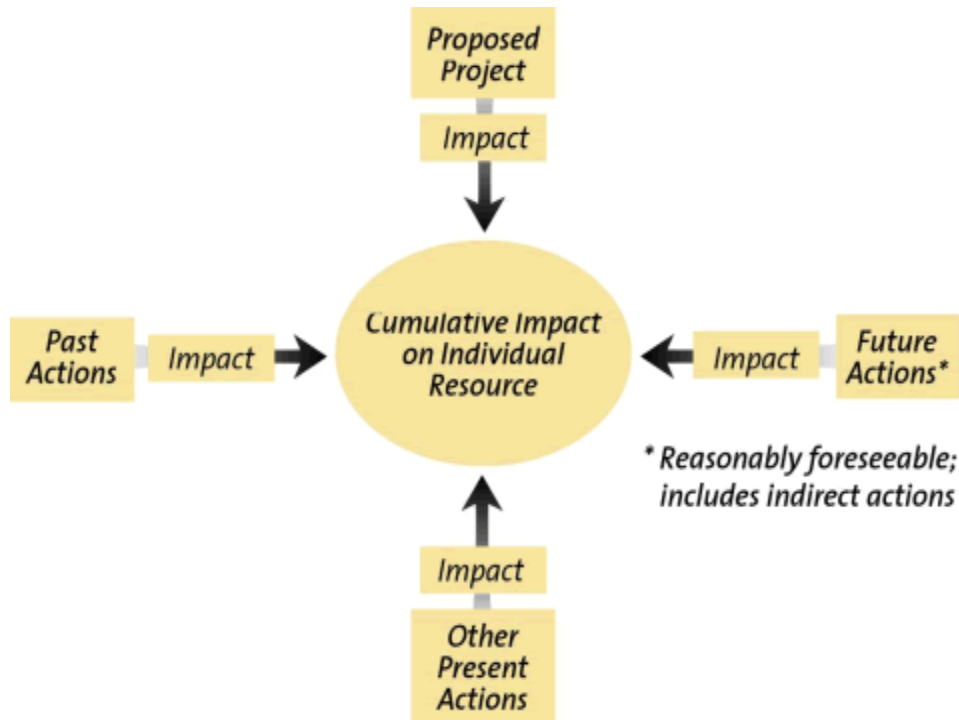 Proposed
Project
Impact
Past
Actions
Impact
Cumulative Impact
on Individual
Resource
Impact
Future
Actions*
* Reasonably foreseeable;
includes indirect actions
Impact
Other
Present
Actions